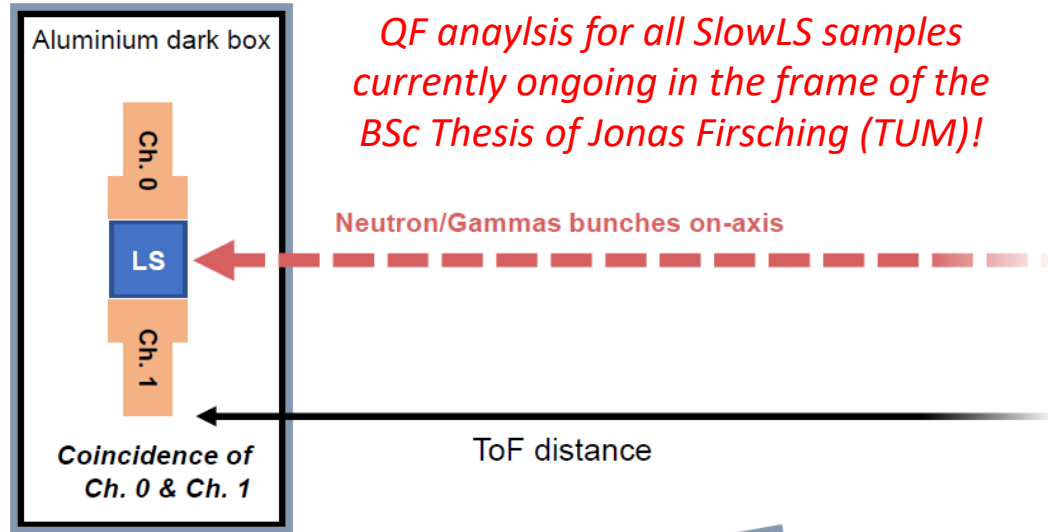 Aluminium dark box
QF anaylsis for all SlowLS samples
currently ongoing in the frame of the
BSc Thesis of Jonas Firsching (TUM)!
Ch. 0
Neutron/Gammas bunches on-axis
LS
Ch. 1
ToF distance
Coincidence of
Ch. 0 & Ch. 1